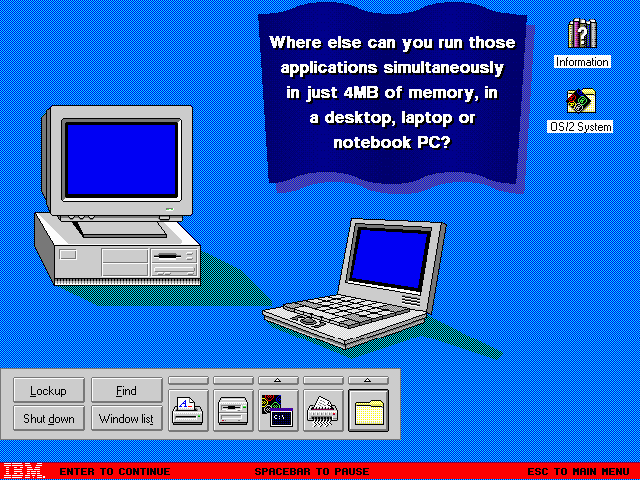 Where else can you run those
applications simultaneously
in just 4MB of memory, in
a desktop, laptop or
notebook PC?
Information
OS/2 System
Lockup
Find
Shut down
Window list
C:\
IBM.
ENTER TO CONTINUE
SPACEBAR TO PAUSE
ESC TO MAIN MENU